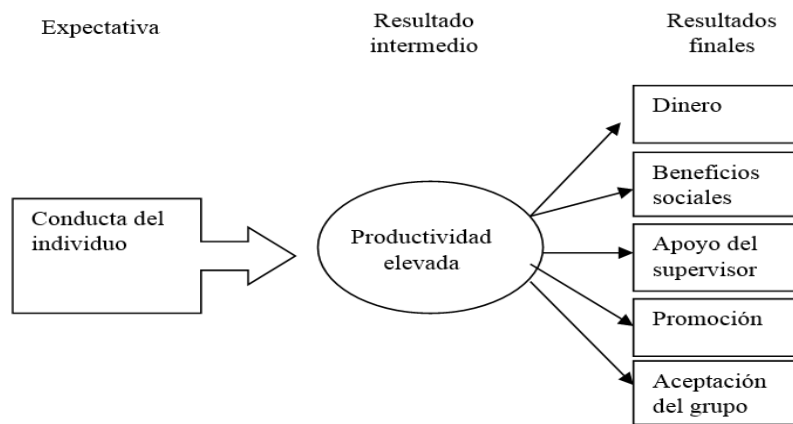 Expectativa
Resultado
intermedio
Resultados
finales
Conducta del
individuo
Productividad
elevada
Dinero
Beneficios
sociales
Apoyo del
supervisor
Promoción
Aceptación
del grupo